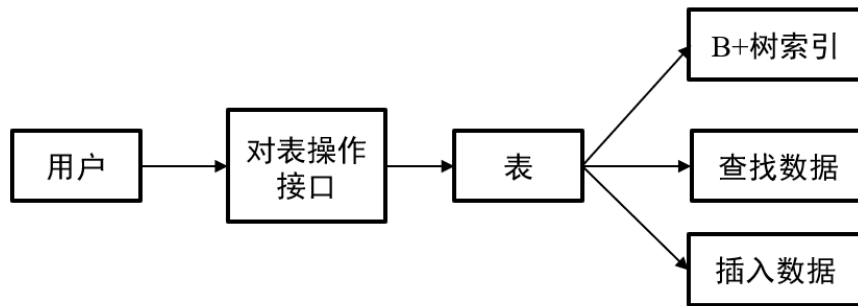 用户
对表操作
接口
表
B+树索引
查找数据
插入数据